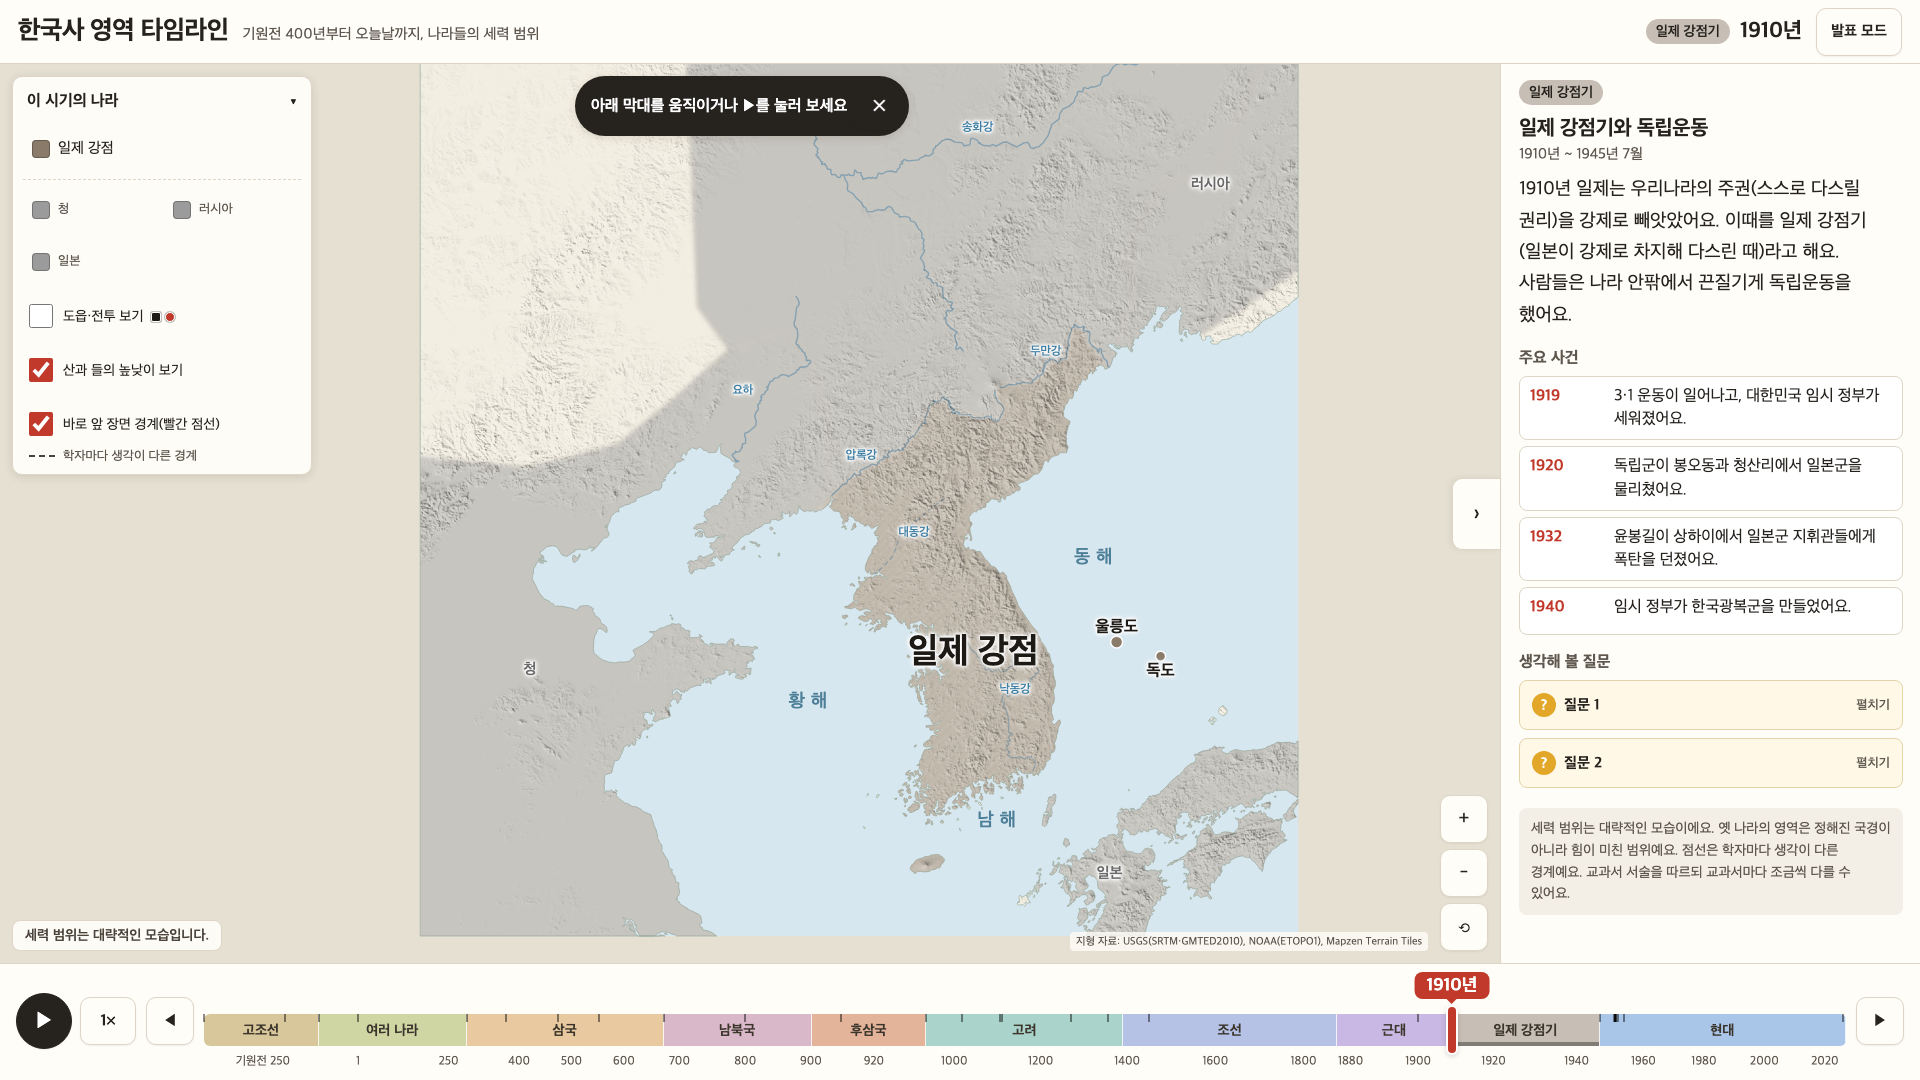 한국사 영역 타임라인
기원전 400년부터 오늘날까지, 나라들의 세력 범위
일제 강점기
1910년
발표 모드
이 시기의 나라
▾
일제 강점
청
러시아
일본
도읍·전투 보기
산과 들의 높낮이 보기
바로 앞 장면 경계(빨간 점선)
학자마다 생각이 다른 경계
아래 막대를 움직이거나 ▶를 눌러 보세요 ✕
송화강
러시아
두만강
요하
압록강
대동강
동 해
울릉도
독도
일제 강점
낙동강
청
황 해
남 해
일본
세력 범위는 대략적인 모습입니다.
지형 자료: USGS(SRTM·GMTED2010), NOAA(ETOPO1), Mapzen Terrain Tiles
›
+
−
⟲
일제 강점기
일제 강점기와 독립운동
1910년 ~ 1945년 7월
1910년 일제는 우리나라의 주권(스스로 다스릴
권리)을 강제로 빼앗았어요. 이때를 일제 강점기
(일본이 강제로 차지해 다스린 때)라고 해요.
사람들은 나라 안팎에서 끈질기게 독립운동을
했어요.
주요 사건
1919 3·1 운동이 일어나고, 대한민국 임시 정부가
세워졌어요.
1920 독립군이 봉오동과 청산리에서 일본군을
물리쳤어요.
1932 윤봉길이 상하이에서 일본군 지휘관들에게
폭탄을 던졌어요.
1940 임시 정부가 한국광복군을 만들었어요.
생각해 볼 질문
? 질문 1 펼치기
? 질문 2 펼치기
세력 범위는 대략적인 모습이에요. 옛 나라의 영역은 정해진 국경이
아니라 힘이 미친 범위예요. 점선은 학자마다 생각이 다른
경계예요. 교과서 서술을 따르되 교과서마다 조금씩 다를 수
있어요.
1910년
▶ 1× ◀
고조선 여러 나라 삼국 남북국 후삼국 고려 조선 근대 일제 강점기 현대
▶
기원전 250 1 250 400 500 600 700 800 900 920 1000 1200 1400 1600 1800 1880 1900 1920 1940 1960 1980 2000 2020